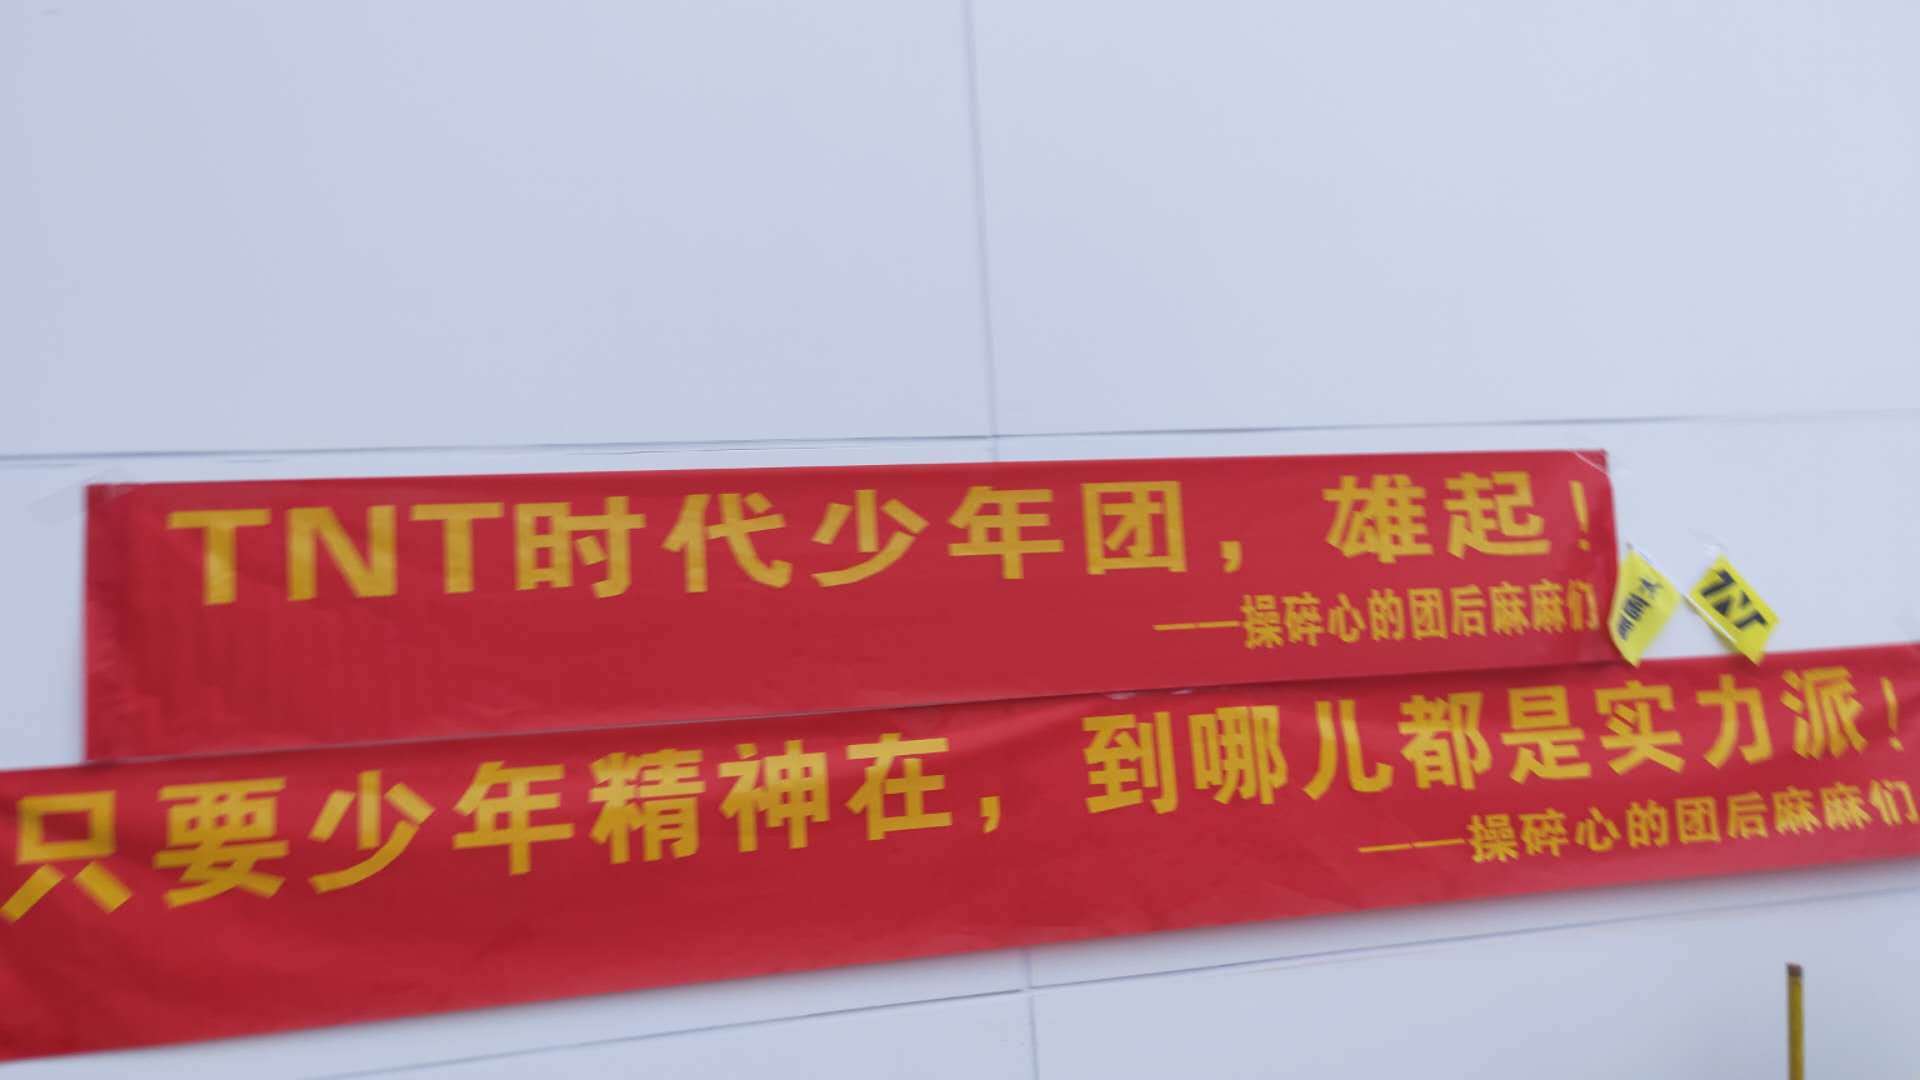 TNT时代少年团，雄起！
——操碎心的团后麻麻们
TNT
只要少年精神在，到哪儿都是实力派！
——操碎心的团后麻麻们